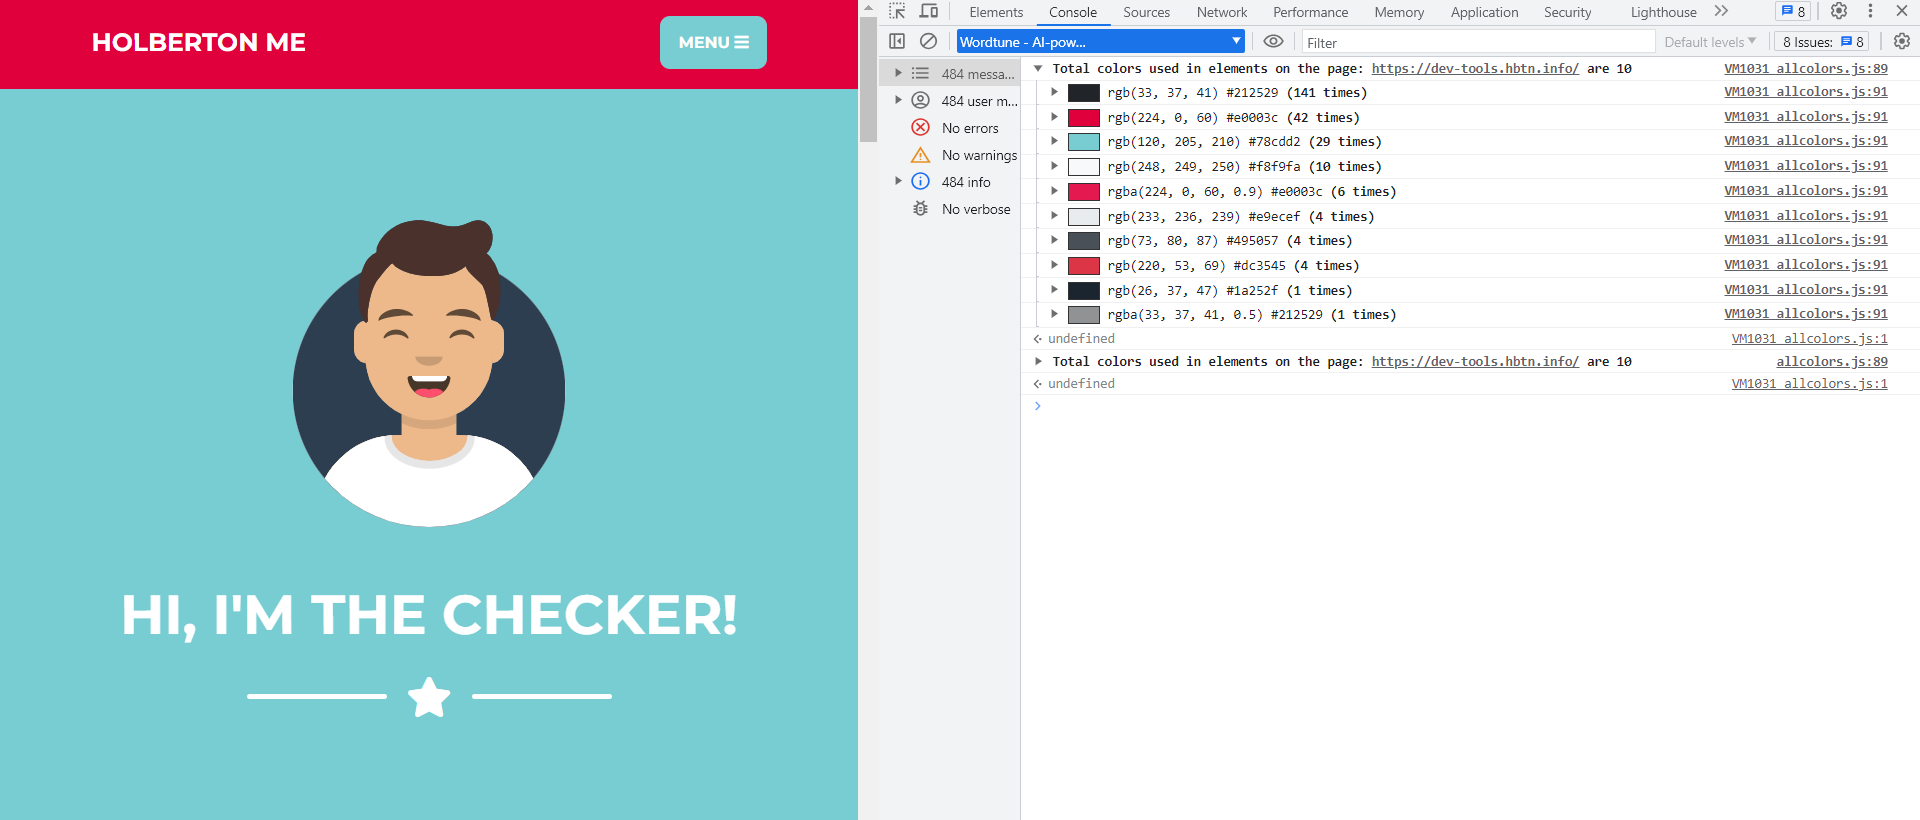 HOLBERTON ME
MENU
HI, I'M THE CHECKER!
Elements Console Sources Network Performance Memory Application Security Lighthouse 8
Wordtune - AI-pow... Filter Default levels 8 Issues: 8
484 messa...
484 user m...
No errors
No warnings
484 info
No verbose
Total colors used in elements on the page: https://dev-tools.hbtn.info/ are 10 VM1031 allcolors.js:89
rgb(33, 37, 41) #212529 (141 times) VM1031 allcolors.js:91
rgb(224, 0, 60) #e0003c (42 times) VM1031 allcolors.js:91
rgb(120, 205, 210) #78cdd2 (29 times) VM1031 allcolors.js:91
rgb(248, 249, 250) #f8f9fa (10 times) VM1031 allcolors.js:91
rgba(224, 0, 60, 0.9) #e0003c (6 times) VM1031 allcolors.js:91
rgb(233, 236, 239) #e9ecef (4 times) VM1031 allcolors.js:91
rgb(73, 80, 87) #495057 (4 times) VM1031 allcolors.js:91
rgb(220, 53, 69) #dc3545 (4 times) VM1031 allcolors.js:91
rgb(26, 37, 47) #1a252f (1 times) VM1031 allcolors.js:91
rgba(33, 37, 41, 0.5) #212529 (1 times) VM1031 allcolors.js:91
undefined VM1031 allcolors.js:1
Total colors used in elements on the page: https://dev-tools.hbtn.info/ are 10 allcolors.js:89
undefined VM1031 allcolors.js:1